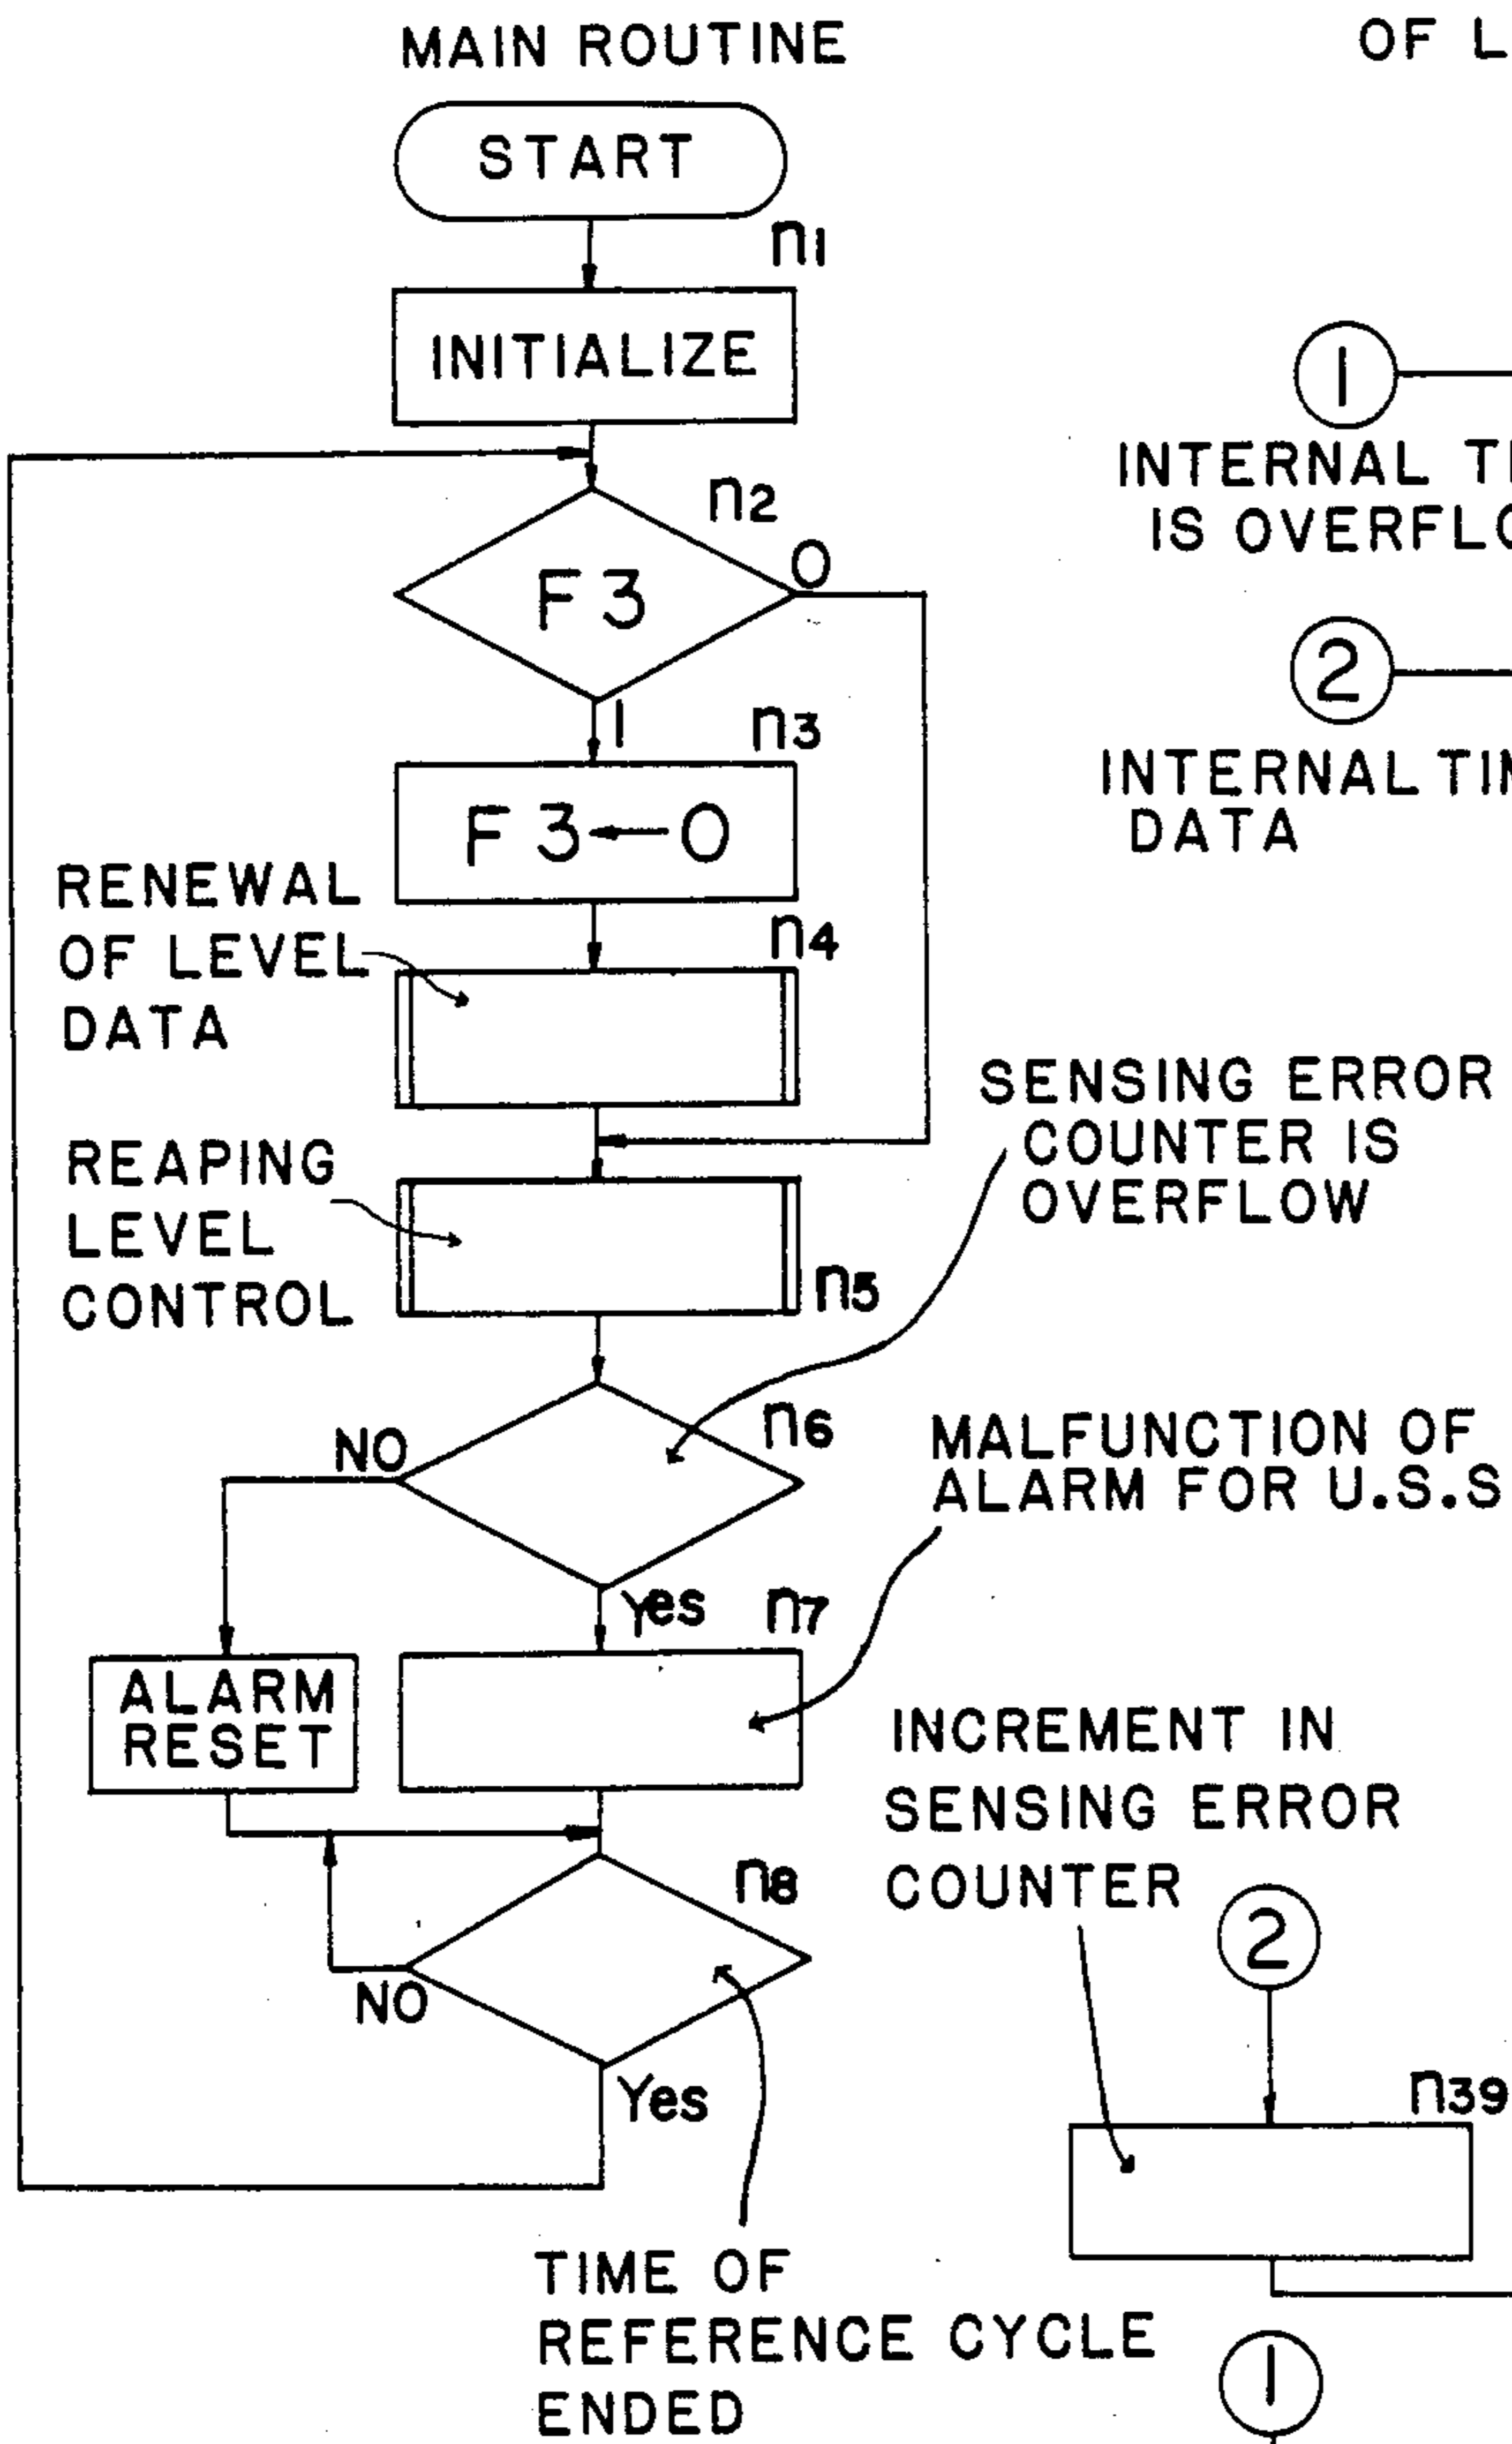 MAIN ROUTINE
OF L
START
n1
INITIALIZE
1
INTERNAL TI
IS OVERFLO
n2
0
F3
2
1
n3
INTERNAL TIM
DATA
F3←0
RENEWAL
OF LEVEL
DATA
n4
SENSING ERROR
COUNTER IS
OVERFLOW
REAPING
LEVEL
CONTROL
n5
NO
n6
MALFUNCTION OF
ALARM FOR U.S.S
Yes
n7
ALARM
RESET
INCREMENT IN
SENSING ERROR
COUNTER
n8
2
NO
Yes
n39
TIME OF
REFERENCE CYCLE
ENDED
1